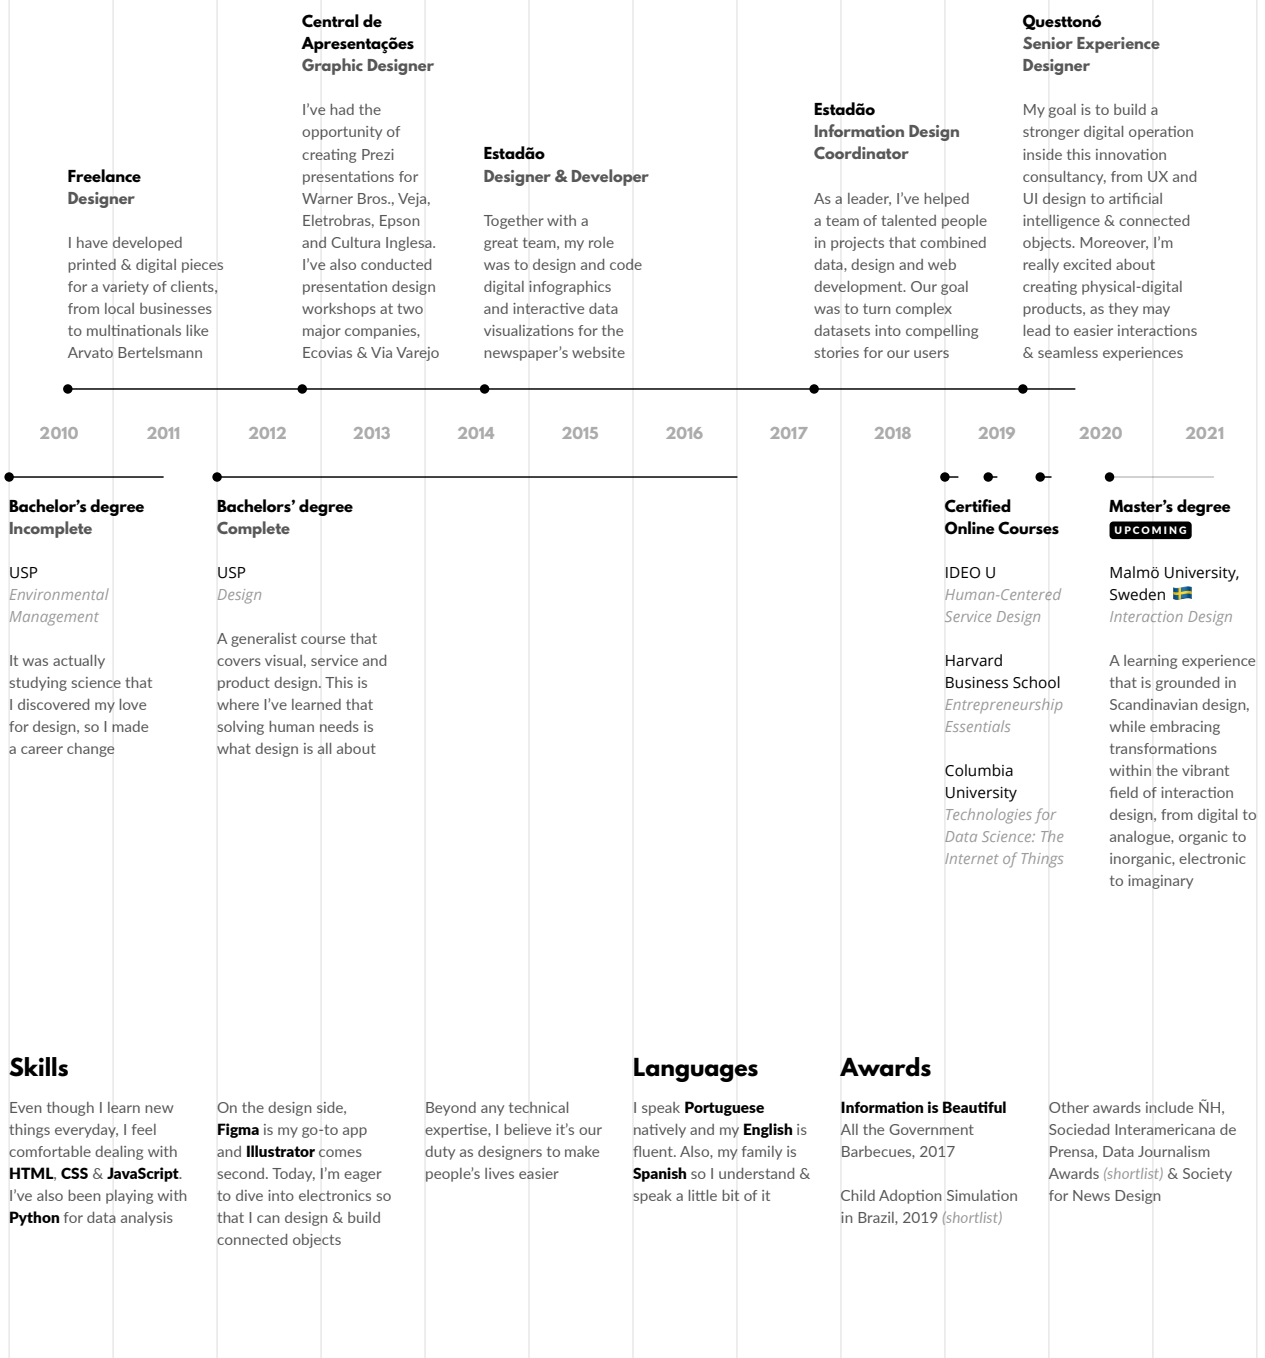 Central de
Apresentações
Graphic Designer
I've had the
opportunity of
creating Prezi
presentations for
Warner Bros., Veja,
Eletrobras, Epson
and Cultura Inglesa.
I've also conducted
presentation design
workshops at two
major companies,
Ecovias & Via Varejo
Questtonó
Senior Experience
Designer
My goal is to build a
stronger digital operation
inside this innovation
consultancy, from UX and
UI design to artificial
intelligence & connected
objects. Moreover, I'm
really excited about
creating physical-digital
products, as they may
lead to easier interactions
& seamless experiences
Estadão
Information Design
Coordinator
As a leader, I've helped
a team of talented people
in projects that combined
data, design and web
development. Our goal
was to turn complex
datasets into compelling
stories for our users
Estadão
Designer & Developer
Together with a
great team, my role
was to design and code
digital infographics
and interactive data
visualizations for the
newspaper's website
Freelance
Designer
I have developed
printed & digital pieces
for a variety of clients,
from local businesses
to multinationals like
Arvato Bertelsmann
2010 2011 2012 2013 2014 2015 2016 2017 2018 2019 2020 2021
Bachelor's degree
Incomplete
USP
Environmental
Management
It was actually
studying science that
I discovered my love
for design, so I made
a career change
Bachelors' degree
Complete
USP
Design
A generalist course that
covers visual, service and
product design. This is
where I've learned that
solving human needs is
what design is all about
Certified
Online Courses
IDEO U
Human-Centered
Service Design
Harvard
Business School
Entrepreneurship
Essentials
Columbia
University
Technologies for
Data Science: The
Internet of Things
Master's degree
UPCOMING
Malmö University,
Sweden 🇸🇪
Interaction Design
A learning experience
that is grounded in
Scandinavian design,
while embracing
transformations
within the vibrant
field of interaction
design, from digital to
analogue, organic to
inorganic, electronic
to imaginary
Skills
Even though I learn new
things everyday, I feel
comfortable dealing with
HTML, CSS & JavaScript.
I've also been playing with
Python for data analysis
On the design side,
Figma is my go-to app
and Illustrator comes
second. Today, I'm eager
to dive into electronics so
that I can design & build
connected objects
Beyond any technical
expertise, I believe it's our
duty as designers to make
people's lives easier
Languages
I speak Portuguese
natively and my English is
fluent. Also, my family is
Spanish so I understand &
speak a little bit of it
Awards
Information is Beautiful
All the Government
Barbecues, 2017
Child Adoption Simulation
in Brazil, 2019 (shortlist)
Other awards include ÑH,
Sociedad Interamericana de
Prensa, Data Journalism
Awards (shortlist) & Society
for News Design